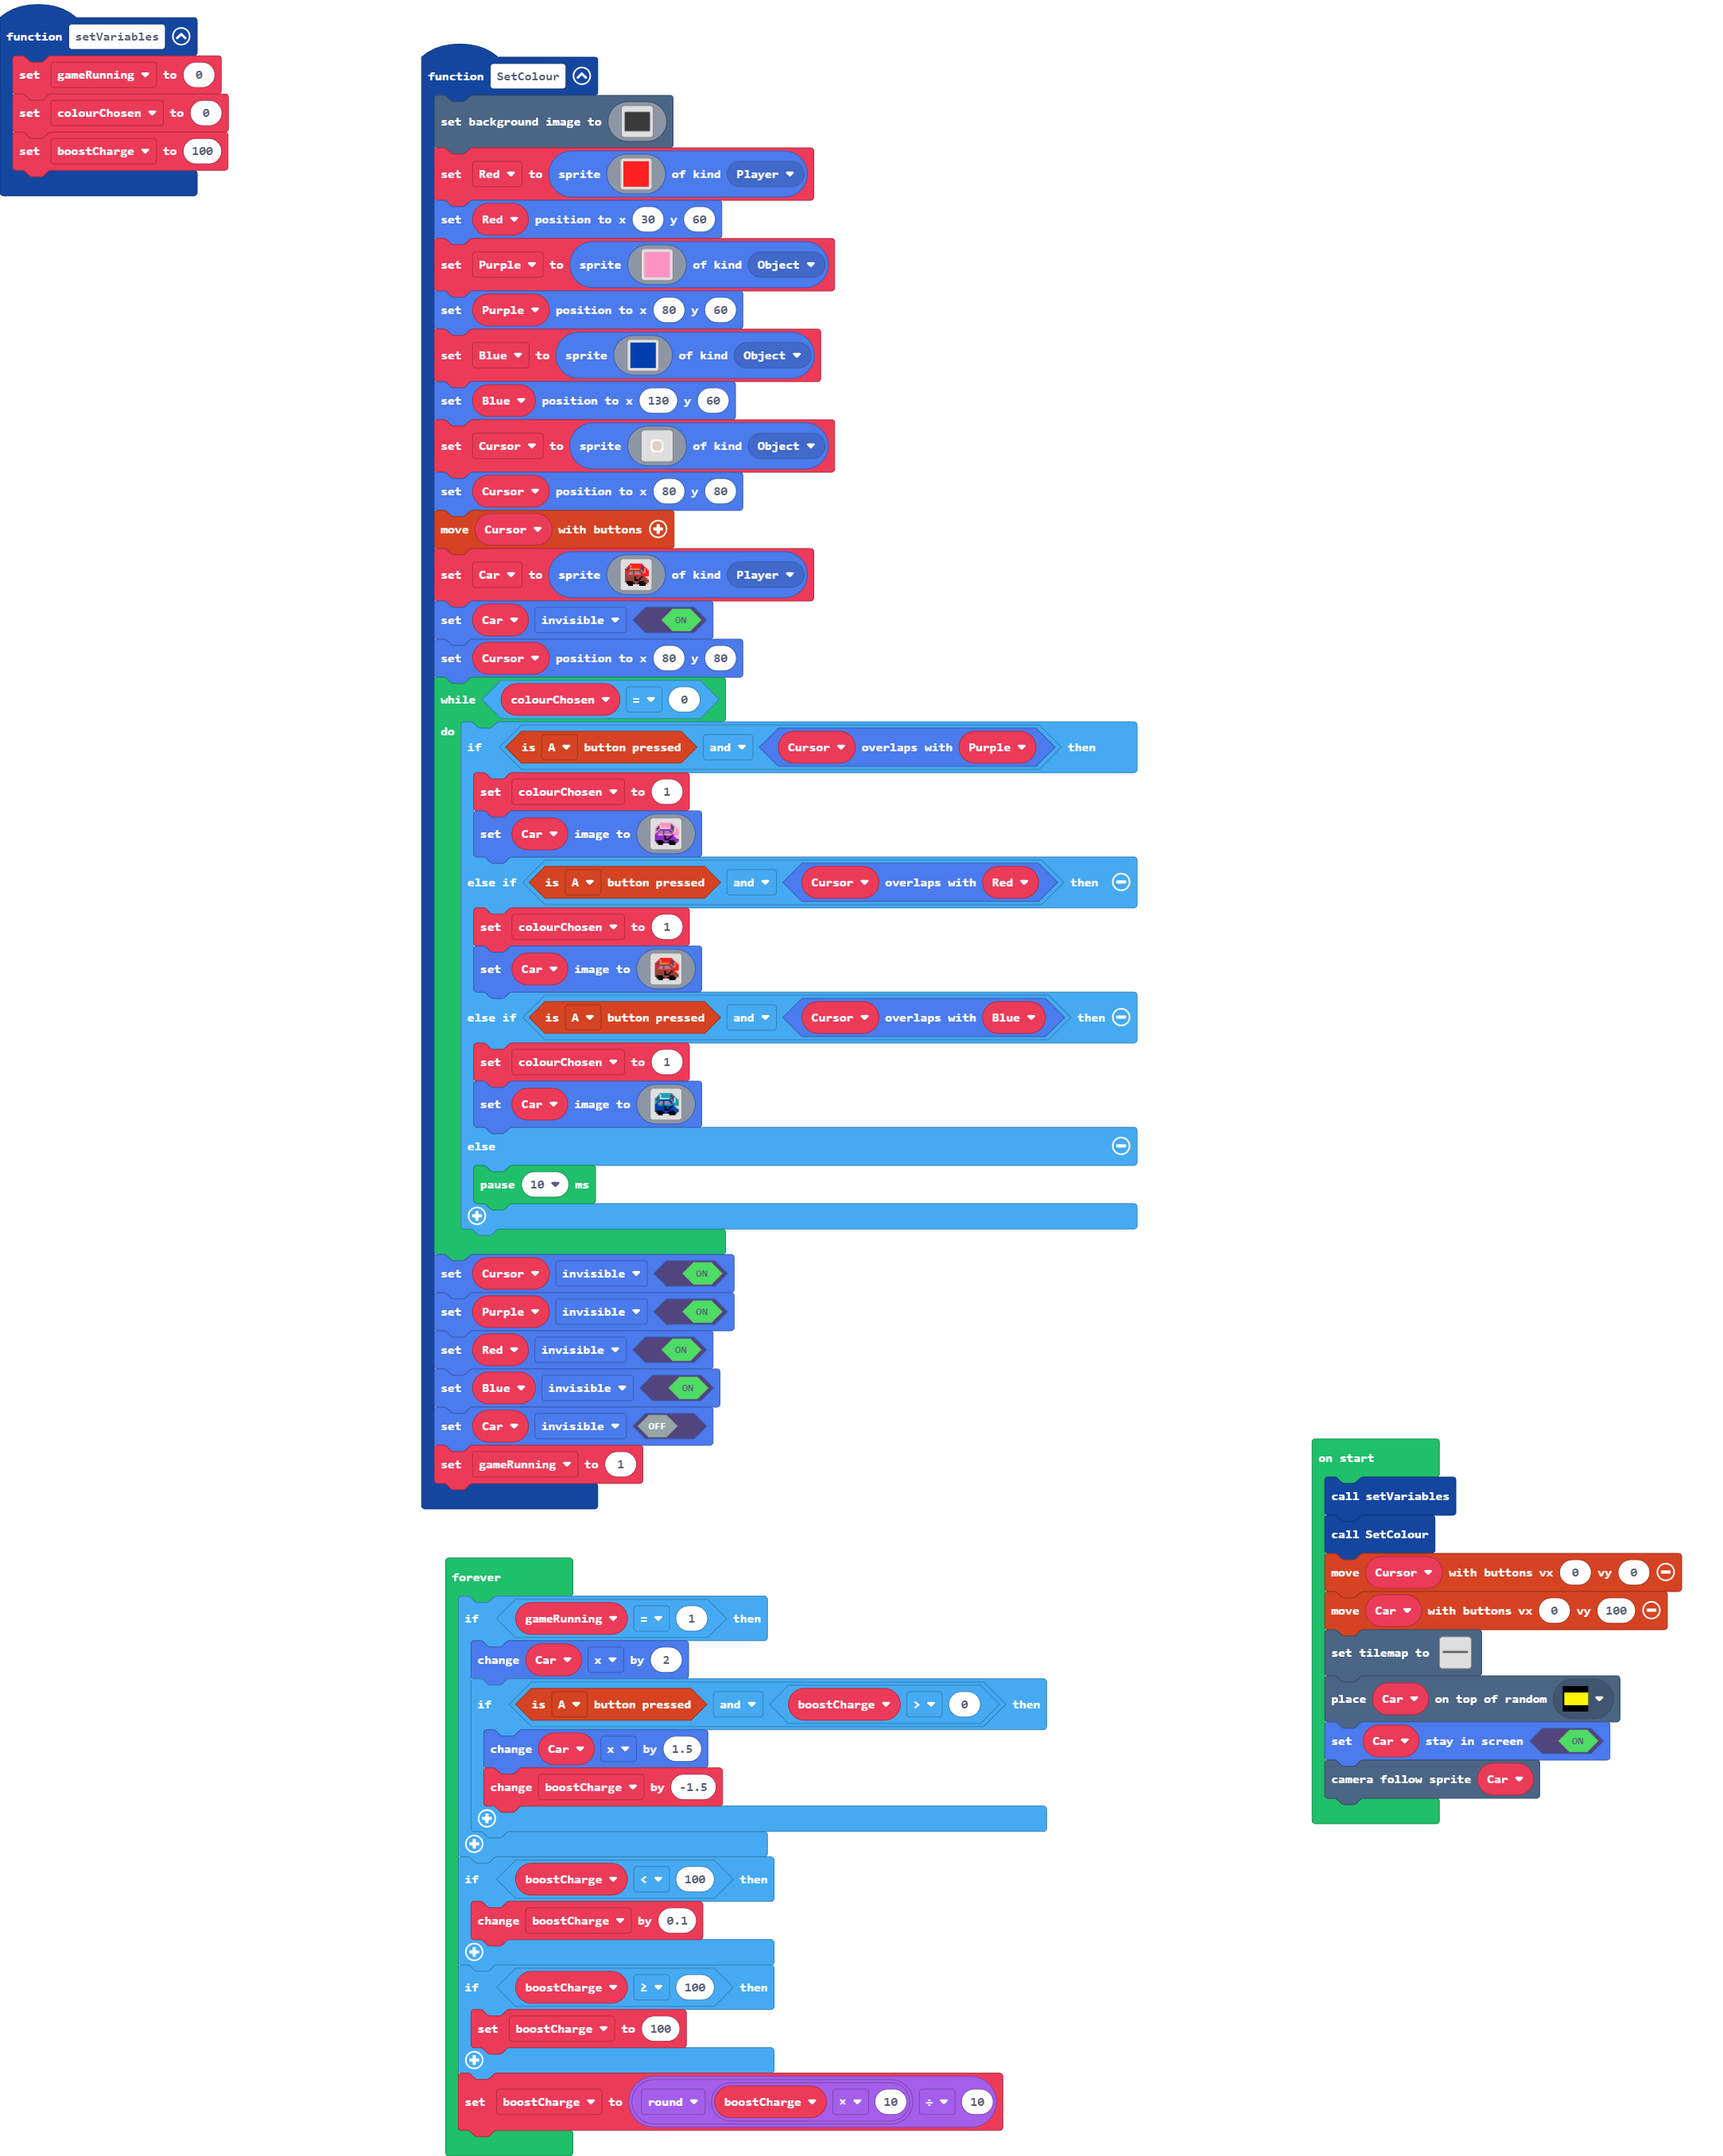 function setVariables
set gameRunning to 0
set colourChosen to 0
set boostCharge to 100
function SetColour
set background image to
set Red to sprite of kind Player
set Red position to x 30 y 60
set Purple to sprite of kind Object
set Purple position to x 80 y 60
set Blue to sprite of kind Object
set Blue position to x 130 y 60
set Cursor to sprite of kind Object
set Cursor position to x 80 y 80
move Cursor with buttons
set Car to sprite of kind Player
set Car invisible ON
set Cursor position to x 80 y 80
while colourChosen = 0
do
if is A button pressed and Cursor overlaps with Purple then
set colourChosen to 1
set Car image to
else if is A button pressed and Cursor overlaps with Red then
set colourChosen to 1
set Car image to
else if is A button pressed and Cursor overlaps with Blue then
set colourChosen to 1
set Car image to
else
pause 10 ms
set Cursor invisible ON
set Purple invisible ON
set Red invisible ON
set Blue invisible ON
set Car invisible OFF
set gameRunning to 1
forever
if gameRunning = 1 then
change Car x by 2
if is A button pressed and boostCharge > 0 then
change Car x by 1.5
change boostCharge by -1.5
if boostCharge < 100 then
change boostCharge by 0.1
if boostCharge ≥ 100 then
set boostCharge to 100
set boostCharge to round boostCharge × 10 ÷ 10
on start
call setVariables
call SetColour
move Cursor with buttons vx 0 vy 0
move Car with buttons vx 0 vy 100
set tilemap to
place Car on top of random
set Car stay in screen ON
camera follow sprite Car